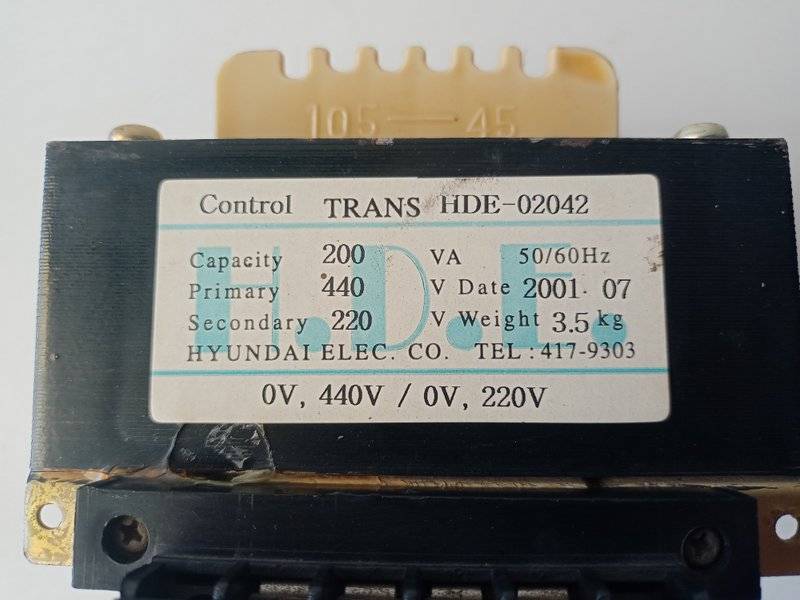 105 — 45
Control TRANS HDE-02042
H.D.E.
Capacity 200 VA 50/60Hz
Primary 440 V Date 2001. 07
Secondary 220 V Weight 3.5 kg
HYUNDAI ELEC. CO. TEL : 417-9303
0V, 440V / 0V, 220V